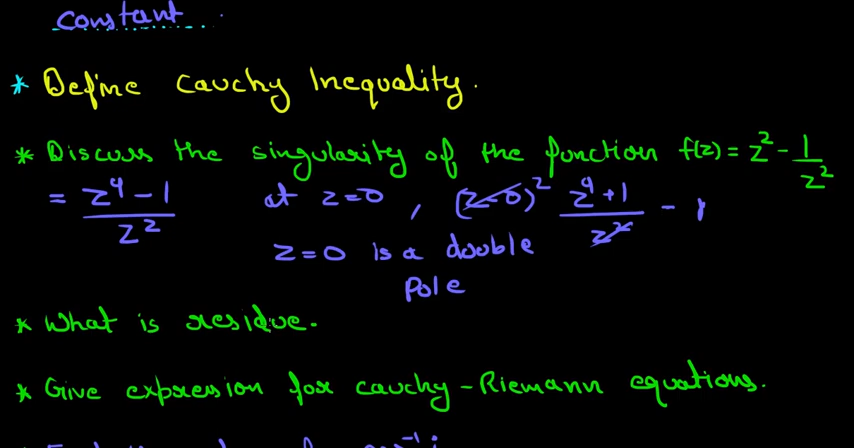 Constant
* Define Cauchy Inequality.
* Discuss the singularity of the function f(z) = z² - 1/z²
= z⁴ - 1 / z² at z=0 , (z-0)² z⁴+1 / z² -
z=0 is a double
pole
* What is residue.
* Give expression for Cauchy-Riemann equations.